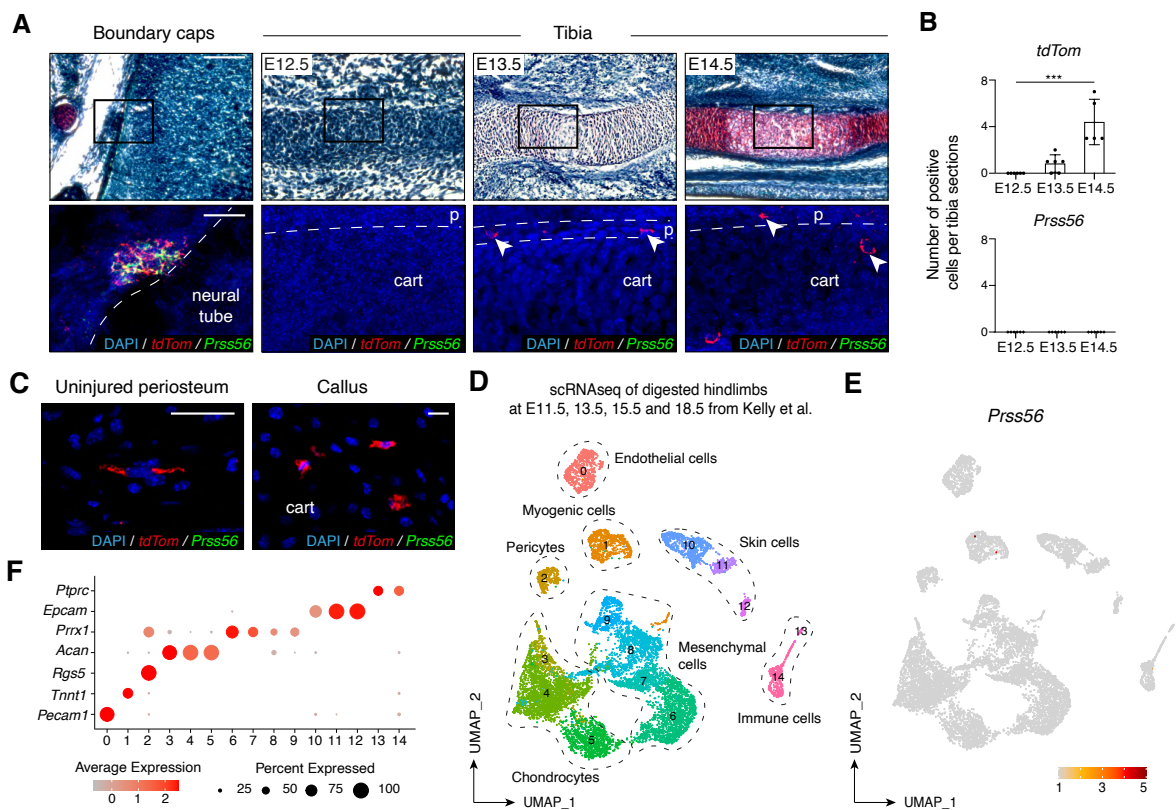 A
Boundary caps
Tibia
E12.5
E13.5
E14.5
neural
tube
DAPI / tdTom / Prss56
p
cart
DAPI / tdTom / Prss56
p
cart
DAPI / tdTom / Prss56
p
cart
DAPI / tdTom / Prss56
B
tdTom
***
8
4
0
E12.5
E13.5
E14.5
Prss56
8
4
0
E12.5
E13.5
E14.5
Number of positive
cells per tibia sections
C
Uninjured periosteum
Callus
DAPI / tdTom / Prss56
cart
DAPI / tdTom / Prss56
D
scRNAseq of digested hindlimbs
at E11.5, 13.5, 15.5 and 18.5 from Kelly et al.
0
Endothelial cells
Myogenic cells
1
Pericytes
2
10
Skin cells
11
12
9
8
Mesenchymal
cells
3
4
7
6
5
13
14
Immune cells
Chondrocytes
UMAP_2
UMAP_1
E
Prss56
UMAP_2
UMAP_1
1 3 5
F
Ptprc
Epcam
Prrx1
Acan
Rgs5
Tnnt1
Pecam1
0 1 2 3 4 5 6 7 8 9 10 11 12 13 14
Average Expression
0 1 2
Percent Expressed
25 50 75 100